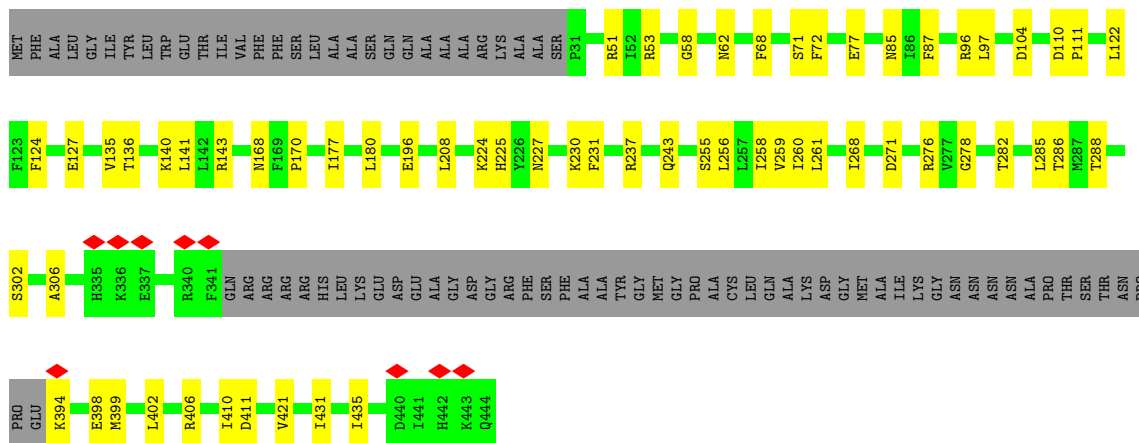 MET PHE ALA LEU GLY ILE TYR LEU TRP GLU THR ILE VAL PHE PHE SER LEU ALA ALA SER GLN GLN ALA ALA ALA ARG LYS ALA ALA SER P31 R51 I52 R53 G58 N62 F68 S71 F72 E77 N85 I86 F87 R96 L97 D104 D110 P111 L122
F123 F124 E127 V135 T136 K140 L141 L142 R143 N168 F169 P170 I177 L180 E196 L208 K224 H225 Y226 N227 K230 F231 R237 Q243 S255 L256 L257 I258 V259 I260 L261 I268 D271 R276 V277 G278 T282 L285 T286 M287 T288
S302 A306 H335 K336 E337 R340 F341 GLN ARG ARG ARG ARG HIS LEU LYS GLU ASP GLU ALA GLY ASP GLY ARG PHE SER PHE ALA ALA TYR GLY MET GLY PRO ALA CYS LEU GLN ALA LYS ASP GLY MET ALA ILE LYS GLY ASN ASN ASN ASN ALA PRO THR SER THR ASN PRO
PRO GLU K394 E398 M399 L402 R406 I410 D411 V421 I431 I435 D440 I441 H442 K443 Q444